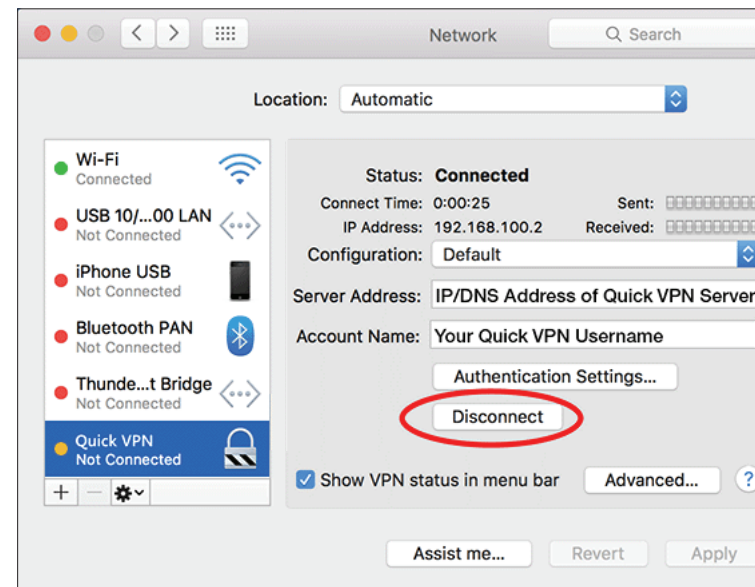 Network
Search
Location: Automatic
Wi-Fi
Connected
USB 10/...00 LAN
Not Connected
iPhone USB
Not Connected
Bluetooth PAN
Not Connected
Thunde...t Bridge
Not Connected
Quick VPN
Not Connected
Status: Connected
Connect Time: 0:00:25 Sent:
IP Address: 192.168.100.2 Received:
Configuration: Default
Server Address: IP/DNS Address of Quick VPN Server
Account Name: Your Quick VPN Username
Authentication Settings...
Disconnect
Show VPN status in menu bar Advanced... ?
Assist me... Revert Apply